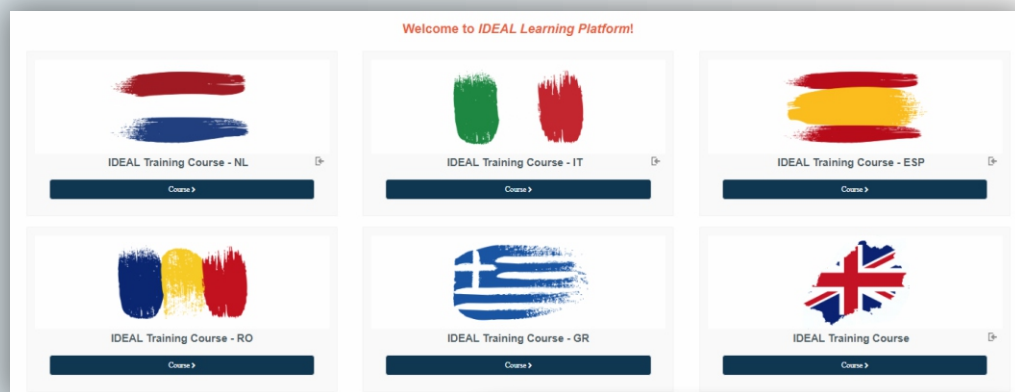 Welcome to IDEAL Learning Platform!
IDEAL Training Course - NL
IDEAL Training Course - IT
IDEAL Training Course - ESP
Course >
Course >
Course >
IDEAL Training Course - RO
IDEAL Training Course - GR
IDEAL Training Course
Course >
Course >
Course >